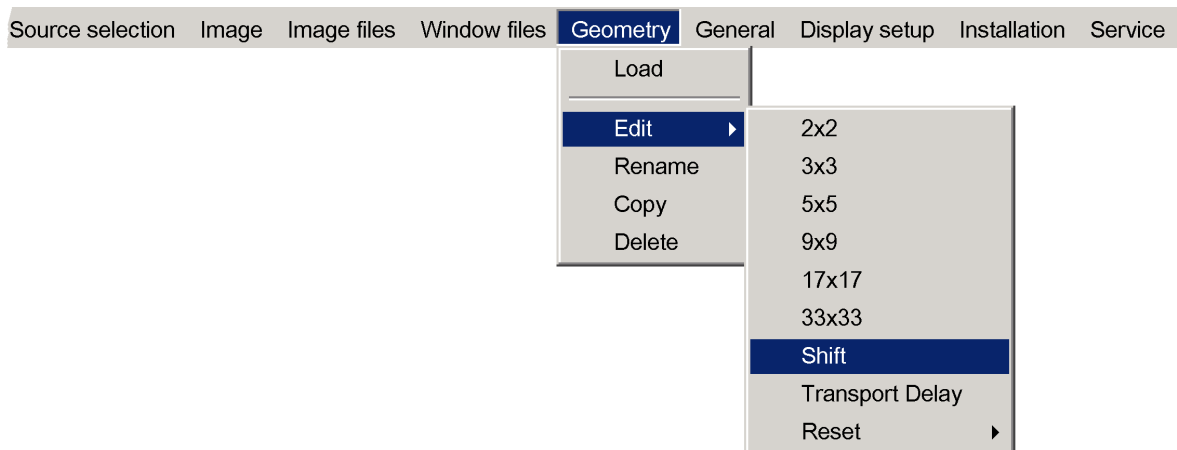 Source selection Image Image files Window files Geometry General Display setup Installation Service
Load
Edit
Rename
Copy
Delete
2x2
3x3
5x5
9x9
17x17
33x33
Shift
Transport Delay
Reset